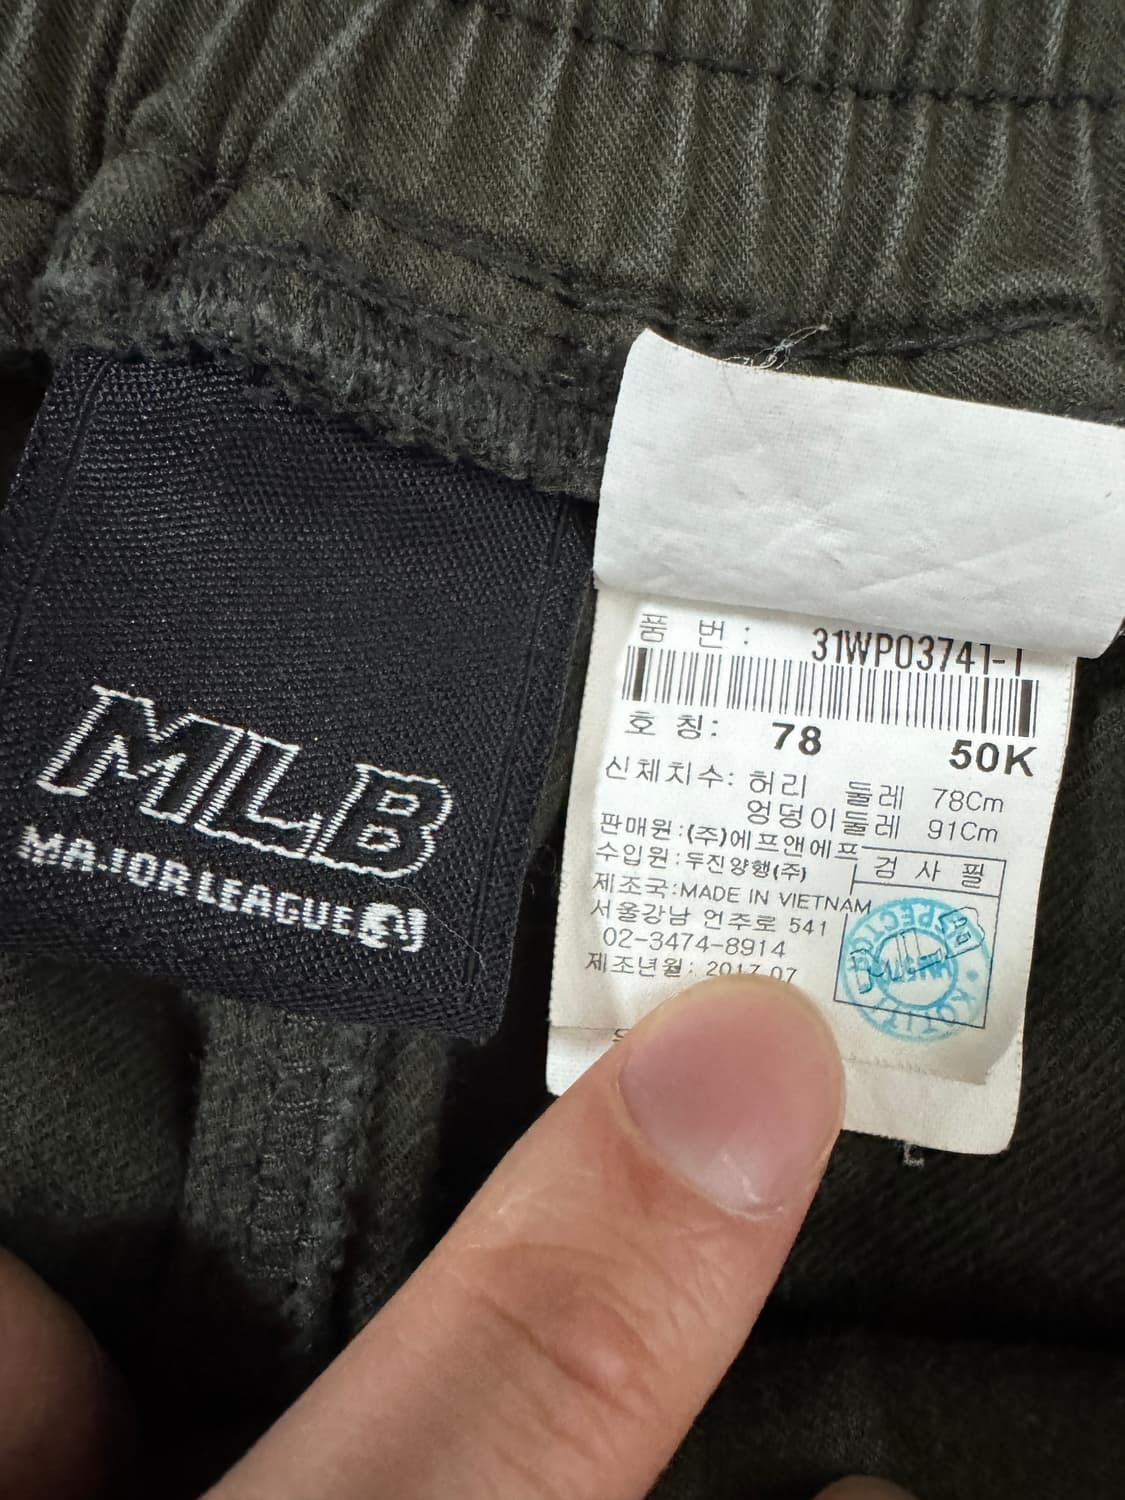 MLB
MAJOR LEAGUE
품 번: 31WP03741-1
호 칭: 78 50K
신체치수: 허리 둘레 78Cm
엉덩이둘레 91Cm
판매원:(주)에프앤에프
수입원:두진양행(주)
검 사 필
제조국:MADE IN VIETNAM
서울강남 언주로 541
02-3474-8914
제조년월: 2017.07